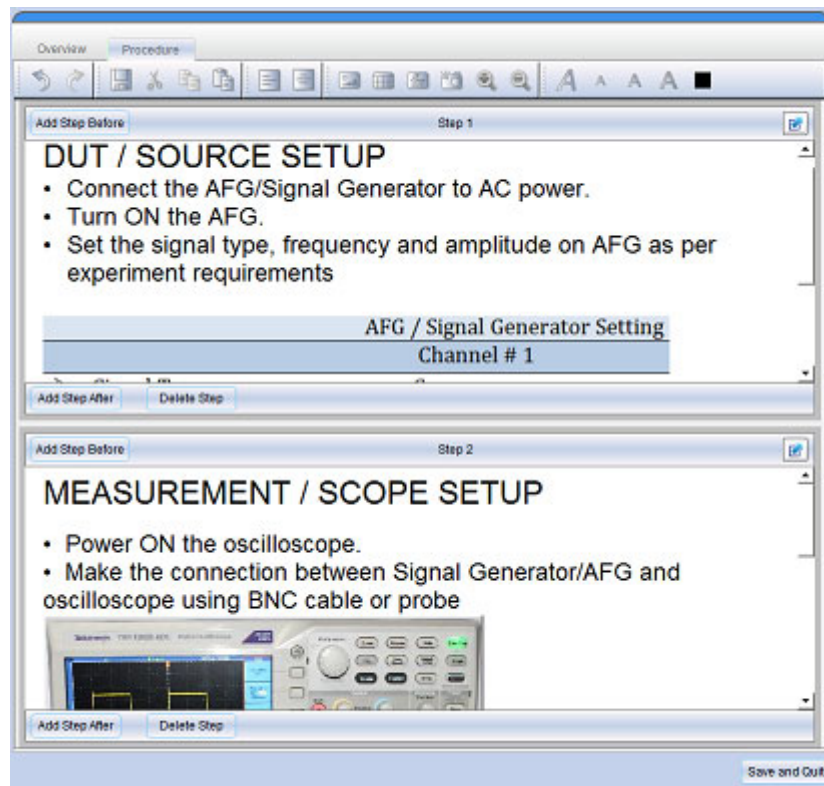 Overview Procedure
A A A A
Add Step Before Step 1
DUT / SOURCE SETUP
• Connect the AFG/Signal Generator to AC power.
• Turn ON the AFG.
• Set the signal type, frequency and amplitude on AFG as per
experiment requirements
AFG / Signal Generator Setting
Channel # 1
Add Step After Delete Step
Add Step Before Step 2
MEASUREMENT / SCOPE SETUP
• Power ON the oscilloscope.
• Make the connection between Signal Generator/AFG and
oscilloscope using BNC cable or probe
Tektronix
Add Step After Delete Step
Save and Quit